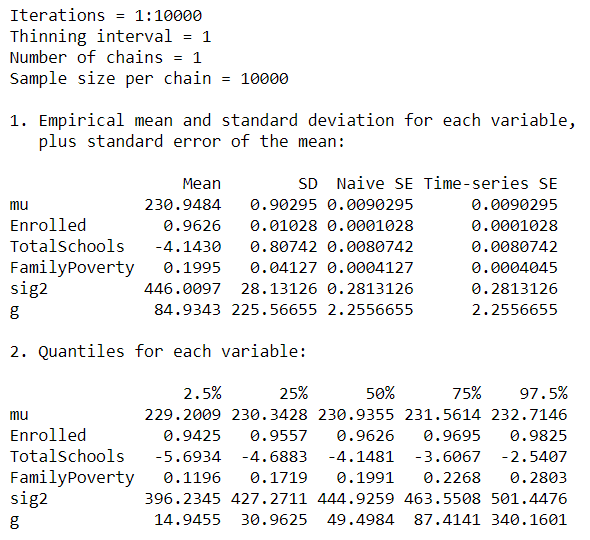 Iterations = 1:10000
Thinning interval = 1
Number of chains = 1
Sample size per chain = 10000

1. Empirical mean and standard deviation for each variable,
   plus standard error of the mean:

                  Mean        SD  Naive SE Time-series SE
mu            230.9484   0.90295 0.0090295      0.0090295
Enrolled        0.9626   0.01028 0.0001028      0.0001028
TotalSchools   -4.1430   0.80742 0.0080742      0.0080742
FamilyPoverty   0.1995   0.04127 0.0004127      0.0004045
sig2          446.0097  28.13126 0.2813126      0.2813126
g              84.9343 225.56655 2.2556655      2.2556655

2. Quantiles for each variable:

                  2.5%      25%      50%      75%    97.5%
mu            229.2009 230.3428 230.9355 231.5614 232.7146
Enrolled        0.9425   0.9557   0.9626   0.9695   0.9825
TotalSchools   -5.6934  -4.6883  -4.1481  -3.6067  -2.5407
FamilyPoverty   0.1196   0.1719   0.1991   0.2268   0.2803
sig2          396.2345 427.2711 444.9259 463.5508 501.4476
g              14.9455  30.9625  49.4984  87.4141 340.1601